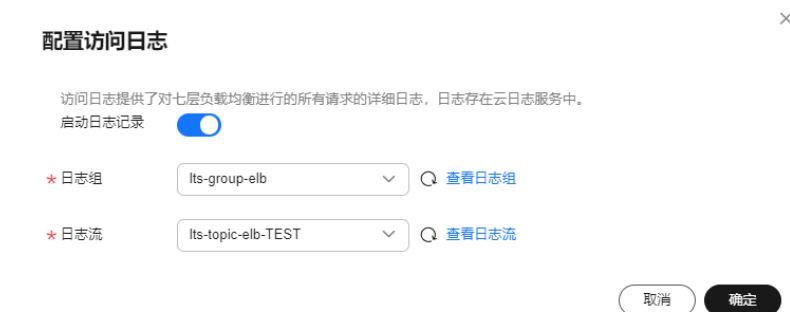 配置访问日志
访问日志提供了对七层负载均衡进行的所有请求的详细日志，日志存在云日志服务中。
启动日志记录
* 日志组 lts-group-elb 查看日志组
* 日志流 lts-topic-elb-TEST 查看日志流
取消 确定